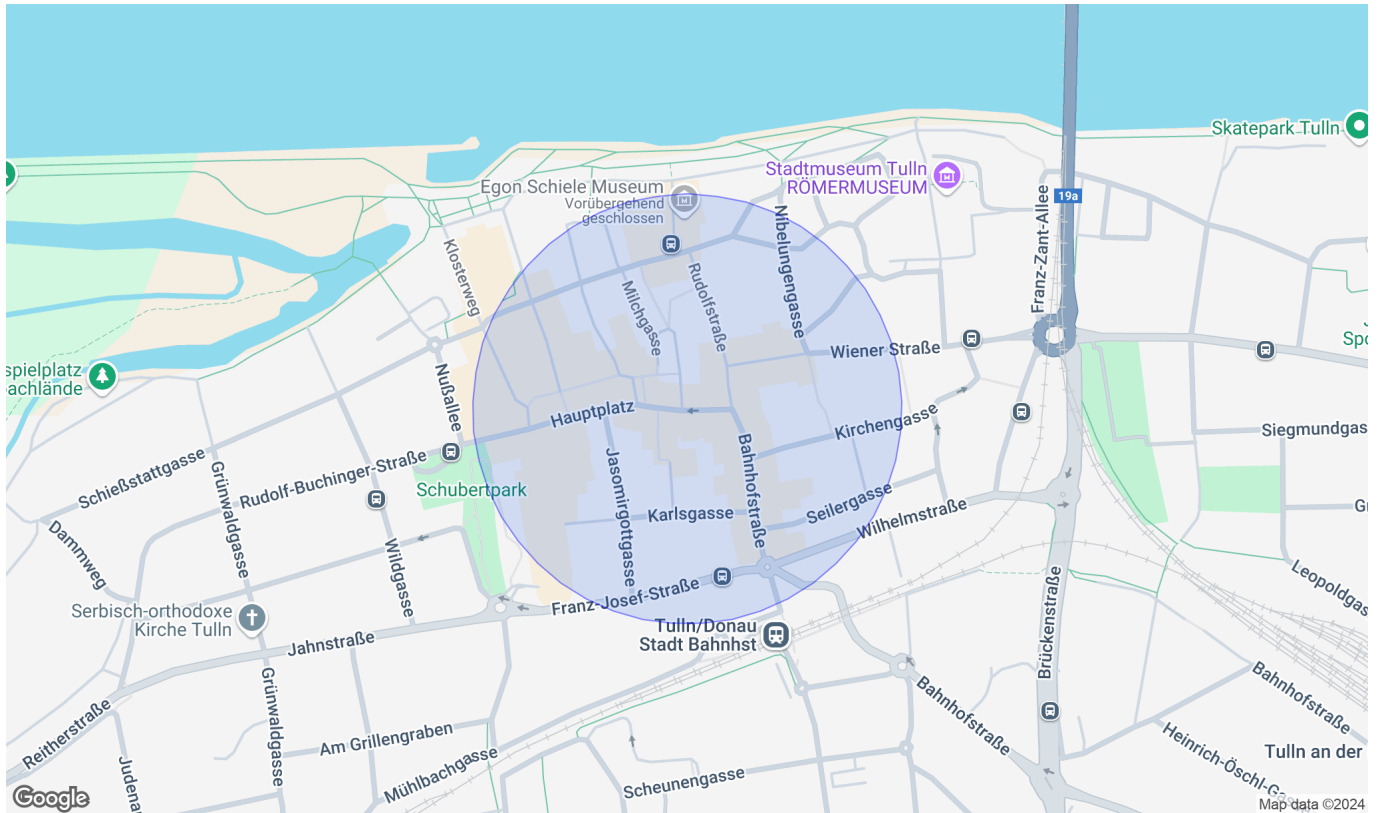 Skatepark Tulln
Stadtmuseum Tulln
RÖMERMUSEUM
Egon Schiele Museum
Vorübergehend
geschlossen
19a
Franz-Zant-Allee
Nibelungengasse
Klosterweg
Milchgasse
Rudolfstraße
Wiener Straße
spielplatz
achlände
Nußallee
Hauptplatz
Kirchengasse
Siegmundgas
Schießstattgasse
Rudolf-Buchinger-Straße
Schubertpark
Grünwaldgasse
Jasomirgottgasse
Bahnhofstraße
Karlsgasse
Seilergasse
Wilhelmstraße
Dammweg
Wildgasse
Leopoldgas
Franz-Josef-Straße
Serbisch-orthodoxe
Kirche Tulln
Jahnstraße
Tulln/Donau
Stadt Bahnhst
Brückenstraße
Grünwaldgasse
Reitherstraße
Bahnhofstraße
Bahnhofstraße
Am Grillengraben
Mühlbachgasse
Judenau
Scheunengasse
Heinrich-Öschl-Gas
Tulln an der
Google
Map data ©2024